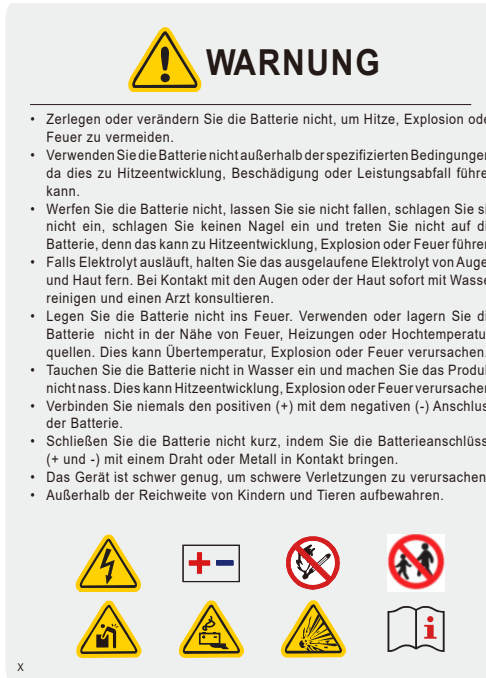 WARNUNG
• Zerlegen oder verändern Sie die Batterie nicht, um Hitze, Explosion ode
Feuer zu vermeiden.
• Verwenden Sie die Batterie nicht außerhalb der spezifizierten Bedingunge
da dies zu Hitzeentwicklung, Beschädigung oder Leistungsabfall führe
kann.
• Werfen Sie die Batterie nicht, lassen Sie sie nicht fallen, schlagen Sie si
nicht ein, schlagen Sie keinen Nagel ein und treten Sie nicht auf di
Batterie, denn das kann zu Hitzeentwicklung, Explosion oder Feuer führe
• Falls Elektrolyt ausläuft, halten Sie das ausgelaufene Elektrolyt von Auge
und Haut fern. Bei Kontakt mit den Augen oder der Haut sofort mit Wasse
reinigen und einen Arzt konsultieren.
• Legen Sie die Batterie nicht ins Feuer. Verwenden oder lagern Sie di
Batterie nicht in der Nähe von Feuer, Heizungen oder Hochtemperatu
quellen. Dies kann Übertemperatur, Explosion oder Feuer verursachen.
• Tauchen Sie die Batterie nicht in Wasser ein und machen Sie das Produ
nicht nass. Dies kann Hitzeentwicklung, Explosion oder Feuer verursache
• Verbinden Sie niemals den positiven (+) mit dem negativen (-) Anschlus
der Batterie.
• Schließen Sie die Batterie nicht kurz, indem Sie die Batterieanschlüss
(+ und -) mit einem Draht oder Metall in Kontakt bringen.
• Das Gerät ist schwer genug, um schwere Verletzungen zu verursachen
• Außerhalb der Reichweite von Kindern und Tieren aufbewahren.
X